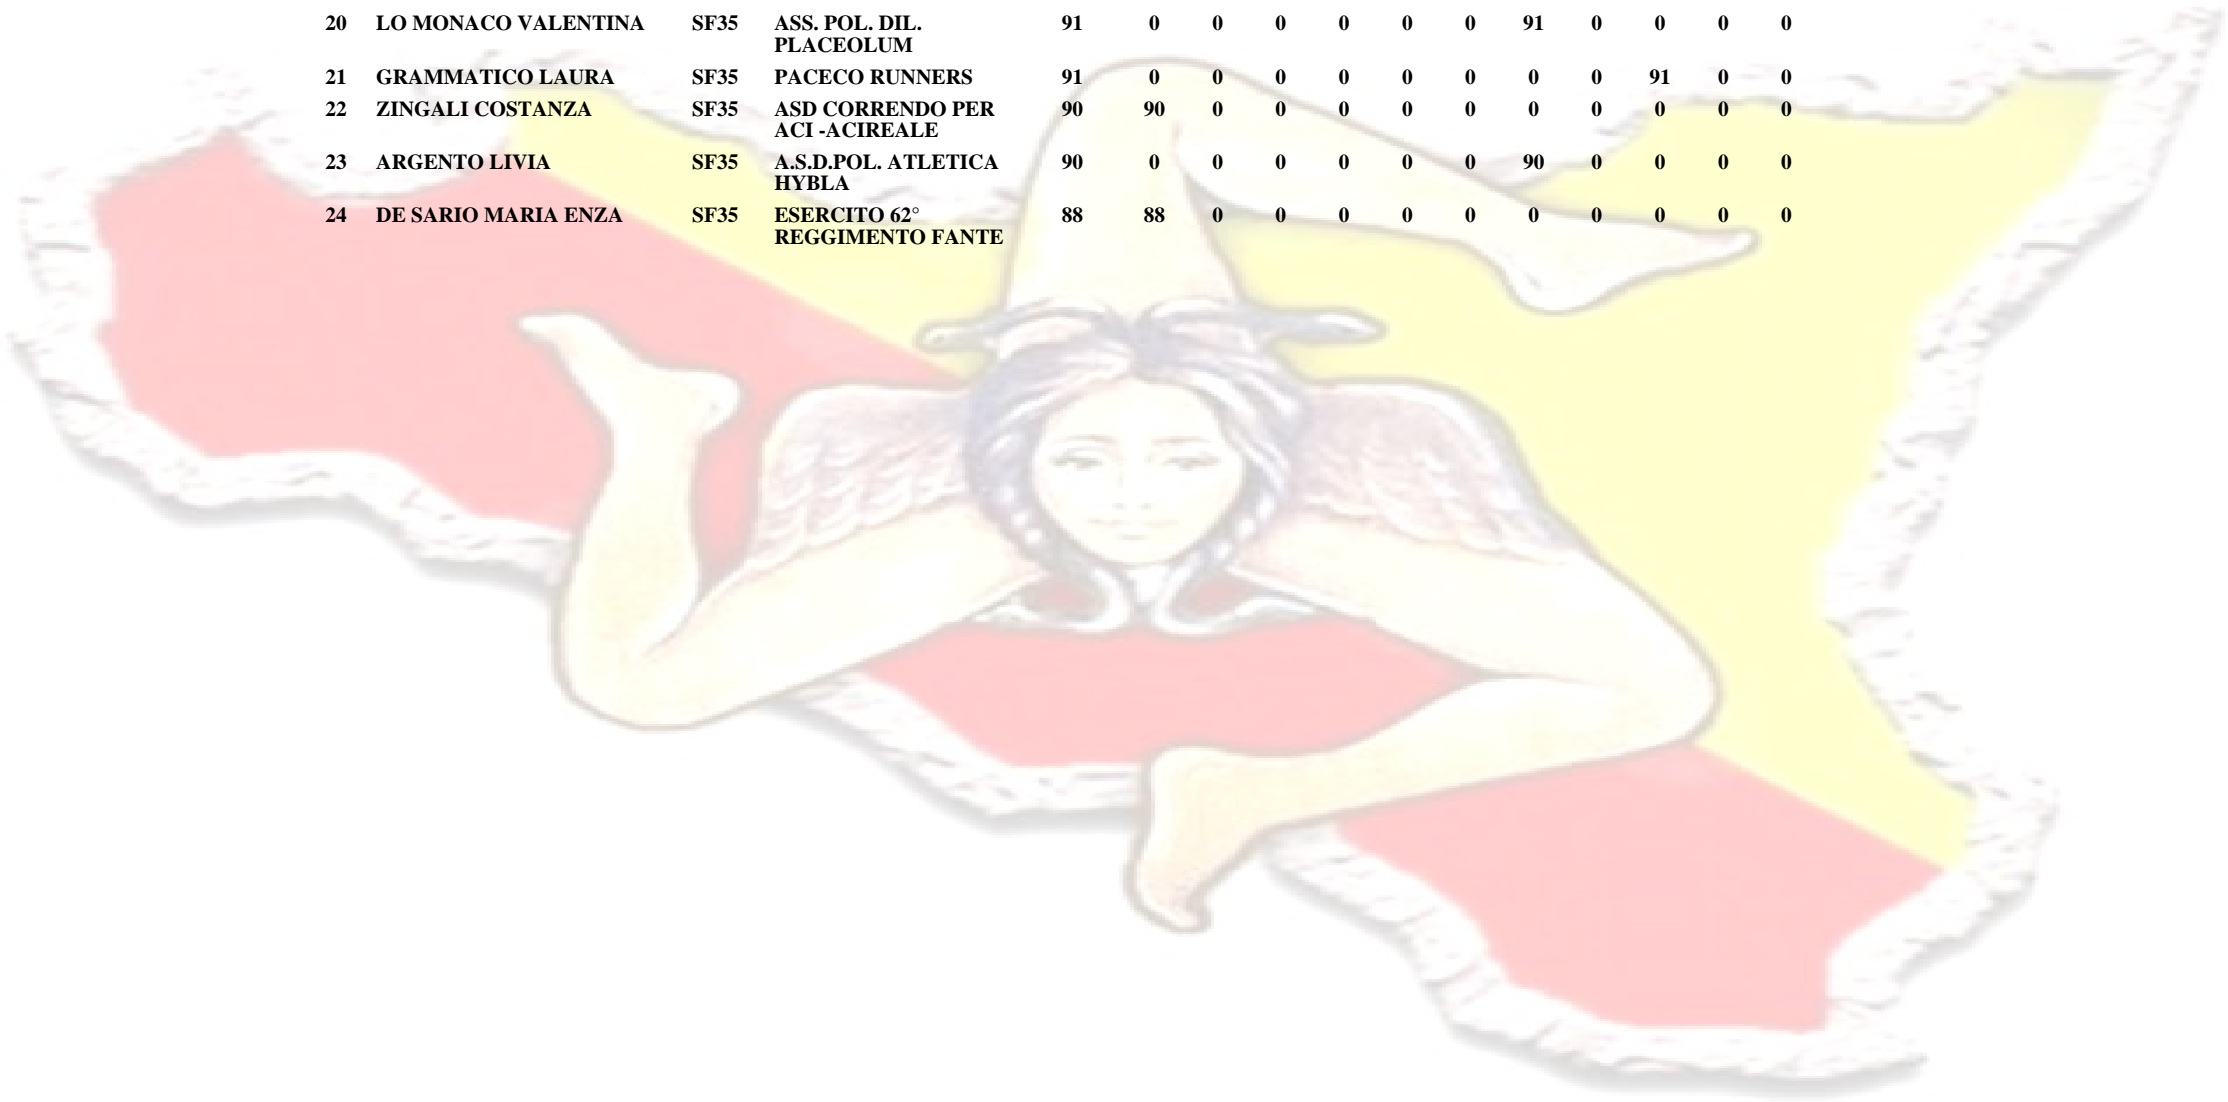 20 LO MONACO VALENTINA SF35 ASS. POL. DIL. 91 0 0 0 0 0 0 91 0 0 0 0
PLACEOLUM
21 GRAMMATICO LAURA SF35 PACECO RUNNERS 91 0 0 0 0 0 0 0 0 91 0 0
22 ZINGALI COSTANZA SF35 ASD CORRENDO PER 90 90 0 0 0 0 0 0 0 0 0 0
ACI -ACIREALE
23 ARGENTO LIVIA SF35 A.S.D.POL. ATLETICA 90 0 0 0 0 0 0 90 0 0 0 0
HYBLA
24 DE SARIO MARIA ENZA SF35 ESERCITO 62° 88 88 0 0 0 0 0 0 0 0 0 0
REGGIMENTO FANTE